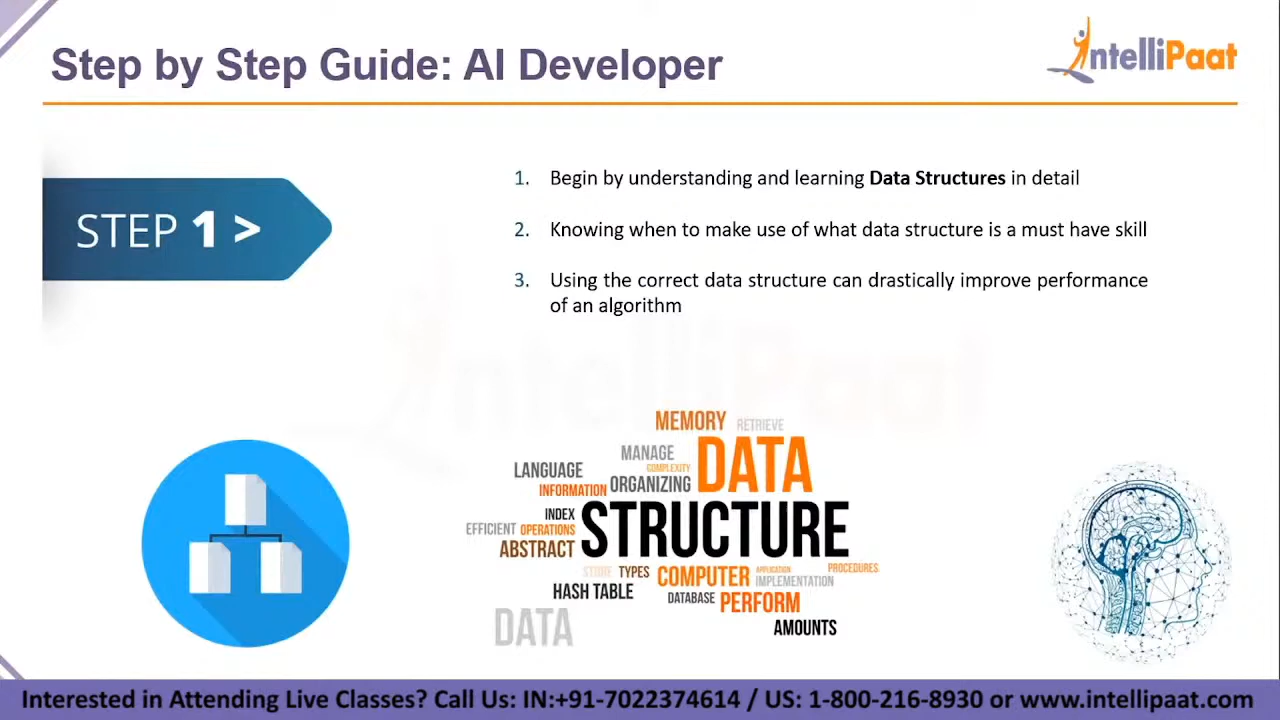 Step by Step Guide: AI Developer
IntelliPaat
STEP 1 >
1. Begin by understanding and learning Data Structures in detail
2. Knowing when to make use of what data structure is a must have skill
3. Using the correct data structure can drastically improve performance
of an algorithm
IntelliPaat
MEMORY RETRIEVE
MANAGE DATA
LANGUAGE COMPLEXITY
INFORMATION ORGANIZING
INDEX STRUCTURE
EFFICIENT OPERATIONS
ABSTRACT
STORE TYPES COMPUTER APPLICATION PROCEDURES
IMPLEMENTATION
HASH TABLE DATABASE PERFORM
DATA AMOUNTS
Interested in Attending Live Classes? Call Us: IN:+91-7022374614 / US: 1-800-216-8930 or www.intellipaat.com